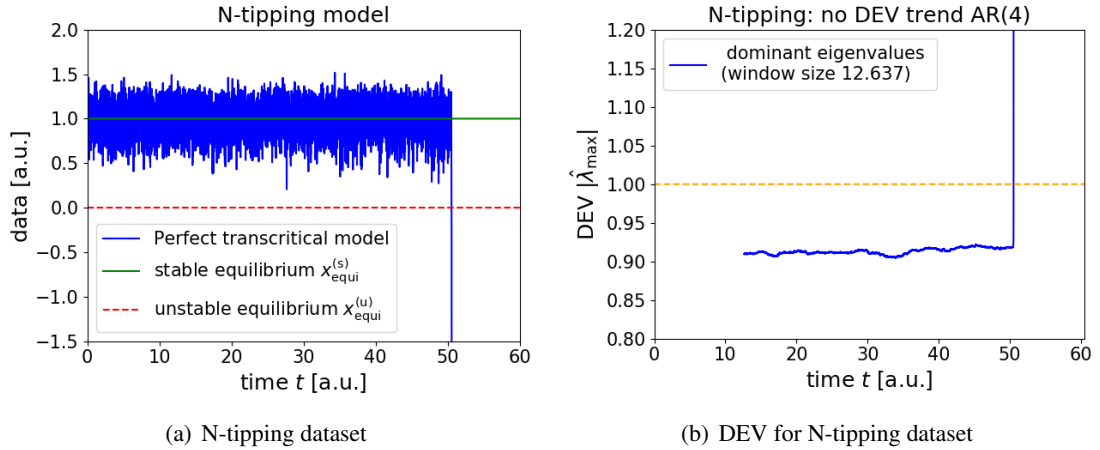 N-tipping model
2.0
1.5
1.0
0.5
0.0
−0.5
−1.0
−1.5
data [a.u.]
Perfect transcritical model
stable equilibrium x_equi^(s)
unstable equilibrium x_equi^(u)
0 10 20 30 40 50 60
time t [a.u.]
(a) N-tipping dataset
N-tipping: no DEV trend AR(4)
1.20
1.15
1.10
1.05
1.00
0.95
0.90
0.85
0.80
DEV |λ̂_max|
dominant eigenvalues
(window size 12.637)
0 10 20 30 40 50 60
time t [a.u.]
(b) DEV for N-tipping dataset